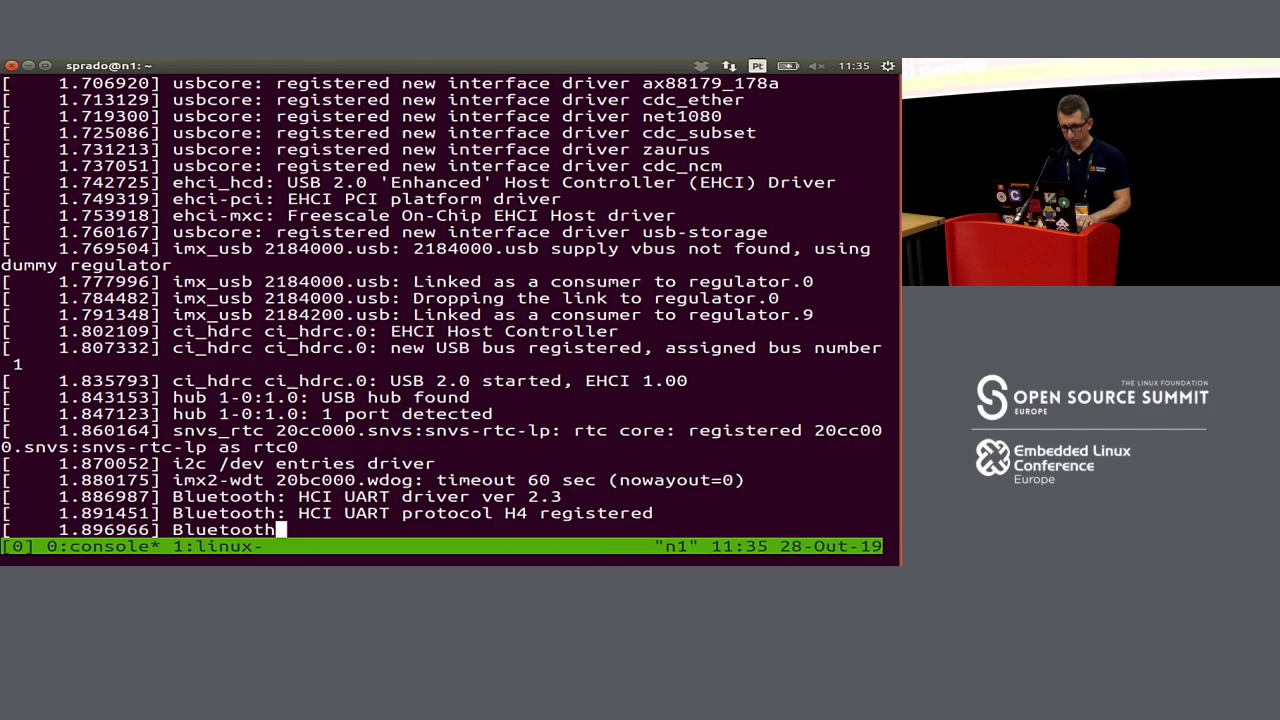 sprado@n1: ~
Pt
11:35
[    1.706920] usbcore: registered new interface driver ax88179_178a
[    1.713129] usbcore: registered new interface driver cdc_ether
[    1.719300] usbcore: registered new interface driver net1080
[    1.725086] usbcore: registered new interface driver cdc_subset
[    1.731213] usbcore: registered new interface driver zaurus
[    1.737051] usbcore: registered new interface driver cdc_ncm
[    1.742725] ehci_hcd: USB 2.0 'Enhanced' Host Controller (EHCI) Driver
[    1.749319] ehci-pci: EHCI PCI platform driver
[    1.753918] ehci-mxc: Freescale On-Chip EHCI Host driver
[    1.760167] usbcore: registered new interface driver usb-storage
[    1.769504] imx_usb 2184000.usb: 2184000.usb supply vbus not found, using
dummy regulator
[    1.777996] imx_usb 2184000.usb: Linked as a consumer to regulator.0
[    1.784482] imx_usb 2184000.usb: Dropping the link to regulator.0
[    1.791348] imx_usb 2184200.usb: Linked as a consumer to regulator.9
[    1.802109] ci_hdrc ci_hdrc.0: EHCI Host Controller
[    1.807332] ci_hdrc ci_hdrc.0: new USB bus registered, assigned bus number
1
[    1.835793] ci_hdrc ci_hdrc.0: USB 2.0 started, EHCI 1.00
[    1.843153] hub 1-0:1.0: USB hub found
[    1.847123] hub 1-0:1.0: 1 port detected
[    1.860164] snvs_rtc 20cc000.snvs:snvs-rtc-lp: rtc core: registered 20cc00
0.snvs:snvs-rtc-lp as rtc0
[    1.870052] i2c /dev entries driver
[    1.880175] imx2-wdt 20bc000.wdog: timeout 60 sec (nowayout=0)
[    1.886987] Bluetooth: HCI UART driver ver 2.3
[    1.891451] Bluetooth: HCI UART protocol H4 registered
[    1.896966] Bluetooth
[0] 0:console* 1:linux-    "n1" 11:35 28-Oct-19
THE LINUX FOUNDATION
OPEN SOURCE SUMMIT
EUROPE
Embedded Linux
Conference
Europe